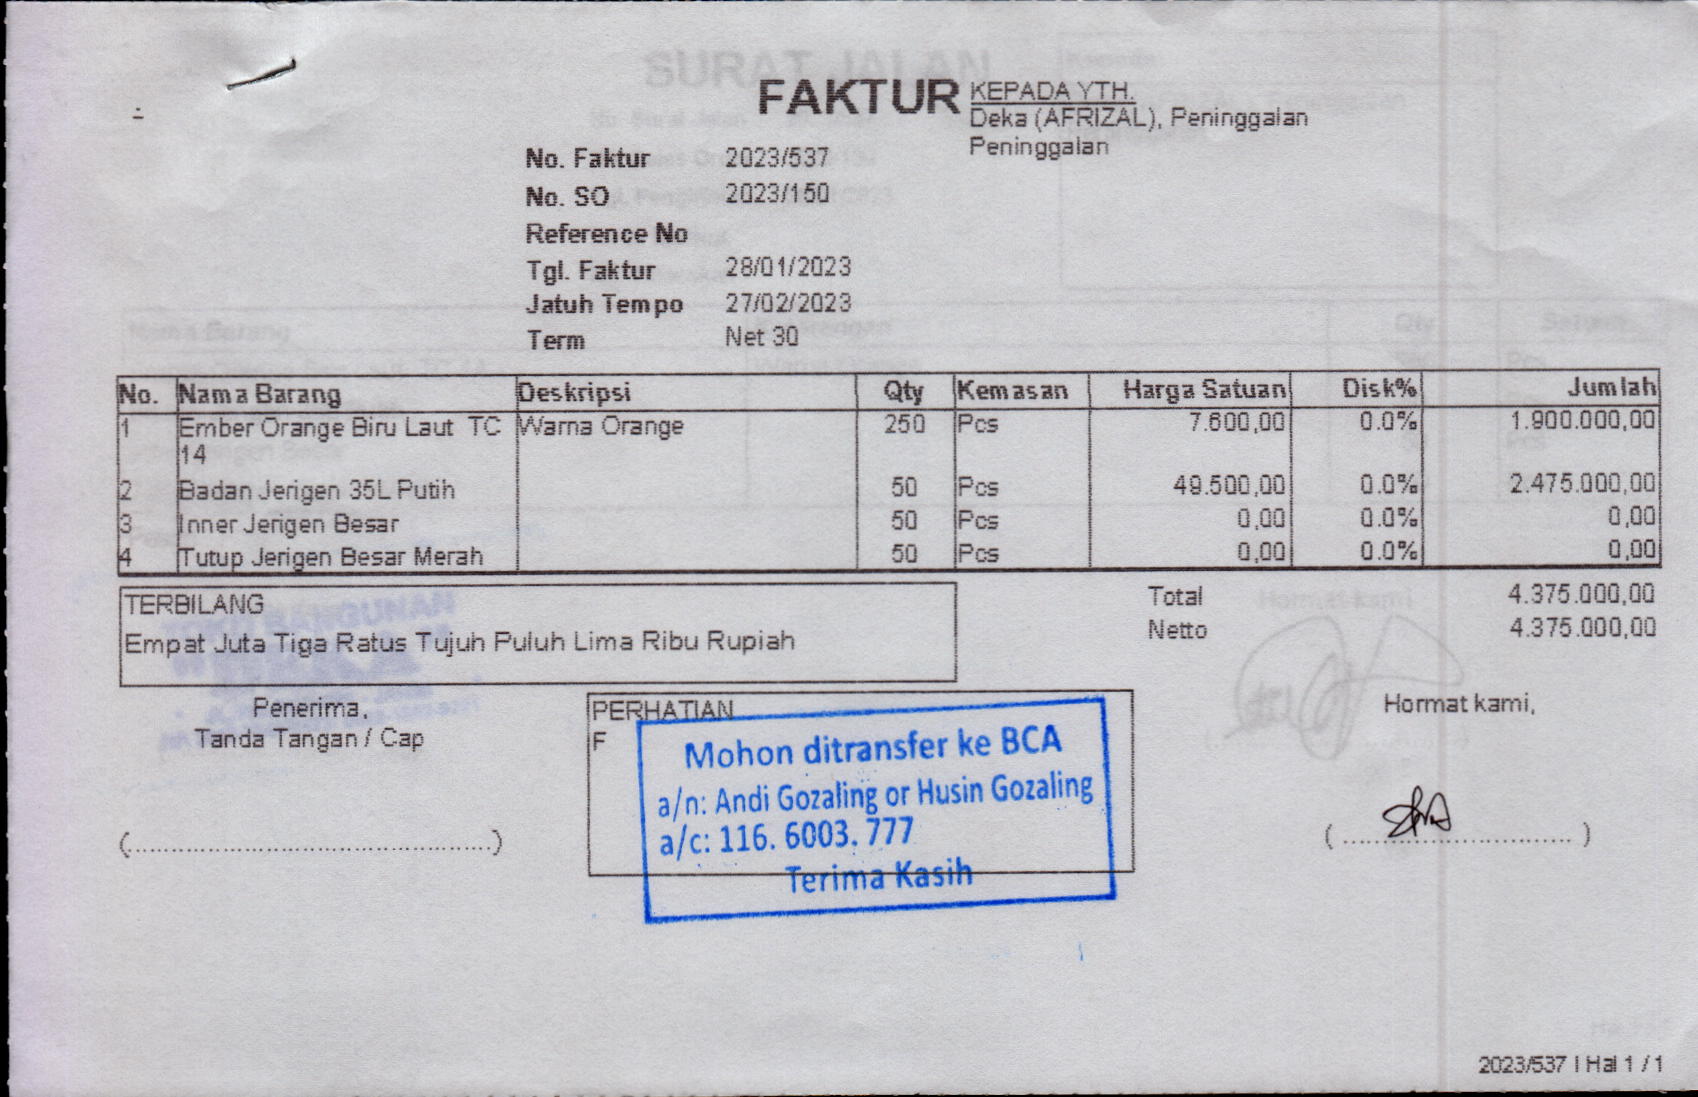 FAKTUR
KEPADA YTH.
Deka (AFRIZAL), Peninggalan
Peninggalan
No. Faktur 2023/537
No. SO 2023/150
Reference No
Tgl. Faktur 28/01/2023
Jatuh Tempo 27/02/2023
Term Net 30
No. Nama Barang Deskripsi Qty Kemasan Harga Satuan Disk% Jumlah
1 Ember Orange Biru Laut TC Warna Orange 250 Pcs 7.600,00 0.0% 1.900.000,00
14
2 Badan Jerigen 35L Putih 50 Pcs 49.500,00 0.0% 2.475.000,00
3 Inner Jerigen Besar 50 Pcs 0,00 0.0% 0,00
4 Tutup Jerigen Besar Merah 50 Pcs 0,00 0.0% 0,00
TERBILANG
Empat Juta Tiga Ratus Tujuh Puluh Lima Ribu Rupiah
Total 4.375.000,00
Netto 4.375.000,00
Penerima,
Tanda Tangan / Cap
(............................................)
PERHATIAN
F
Mohon ditransfer ke BCA
a/n: Andi Gozaling or Husin Gozaling
a/c: 116. 6003. 777
Terima Kasih
Hormat kami,
( ............................ )
SURAT JALAN
TOKO BANGUNAN
2023/537 | Hal 1 / 1